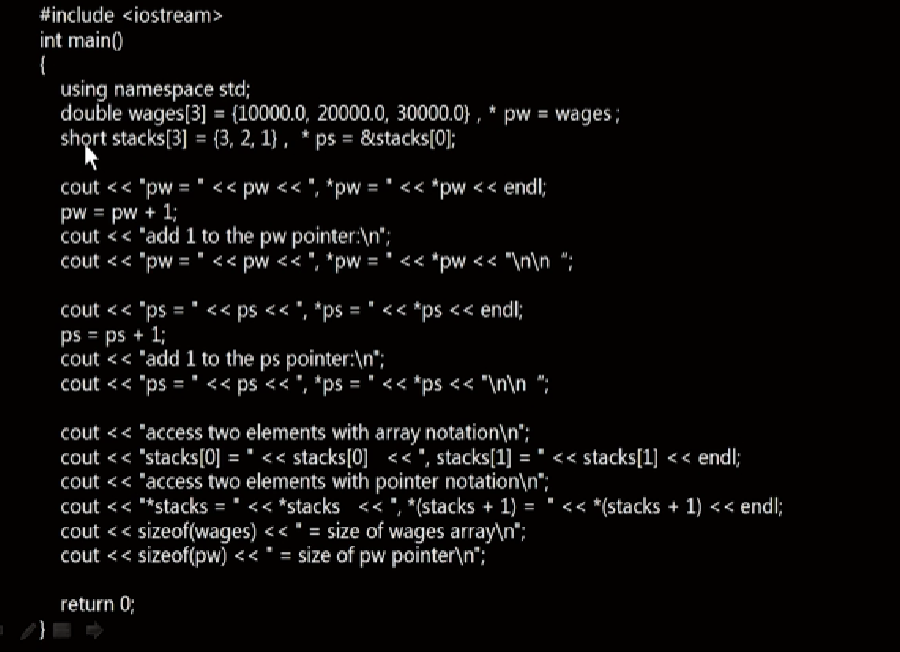 #include <iostream>
int main()
{
using namespace std;
double wages[3] = {10000.0, 20000.0, 30000.0} , * pw = wages ;
short stacks[3] = {3, 2, 1} , * ps = &stacks[0];
cout << "pw = " << pw << ", *pw = " << *pw << endl;
pw = pw + 1;
cout << "add 1 to the pw pointer:\n";
cout << "pw = " << pw << ", *pw = " << *pw << "\n\n “;
cout << "ps = " << ps << ", *ps = " << *ps << endl;
ps = ps + 1;
cout << "add 1 to the ps pointer:\n";
cout << "ps = " << ps << ", *ps = " << *ps << "\n\n “;
cout << "access two elements with array notation\n";
cout << "stacks[0] = " << stacks[0] << ", stacks[1] = " << stacks[1] << endl;
cout << "access two elements with pointer notation\n";
cout << "*stacks = " << *stacks << ", *(stacks + 1) = " << *(stacks + 1) << endl;
cout << sizeof(wages) << " = size of wages array\n";
cout << sizeof(pw) << " = size of pw pointer\n";
return 0;
}